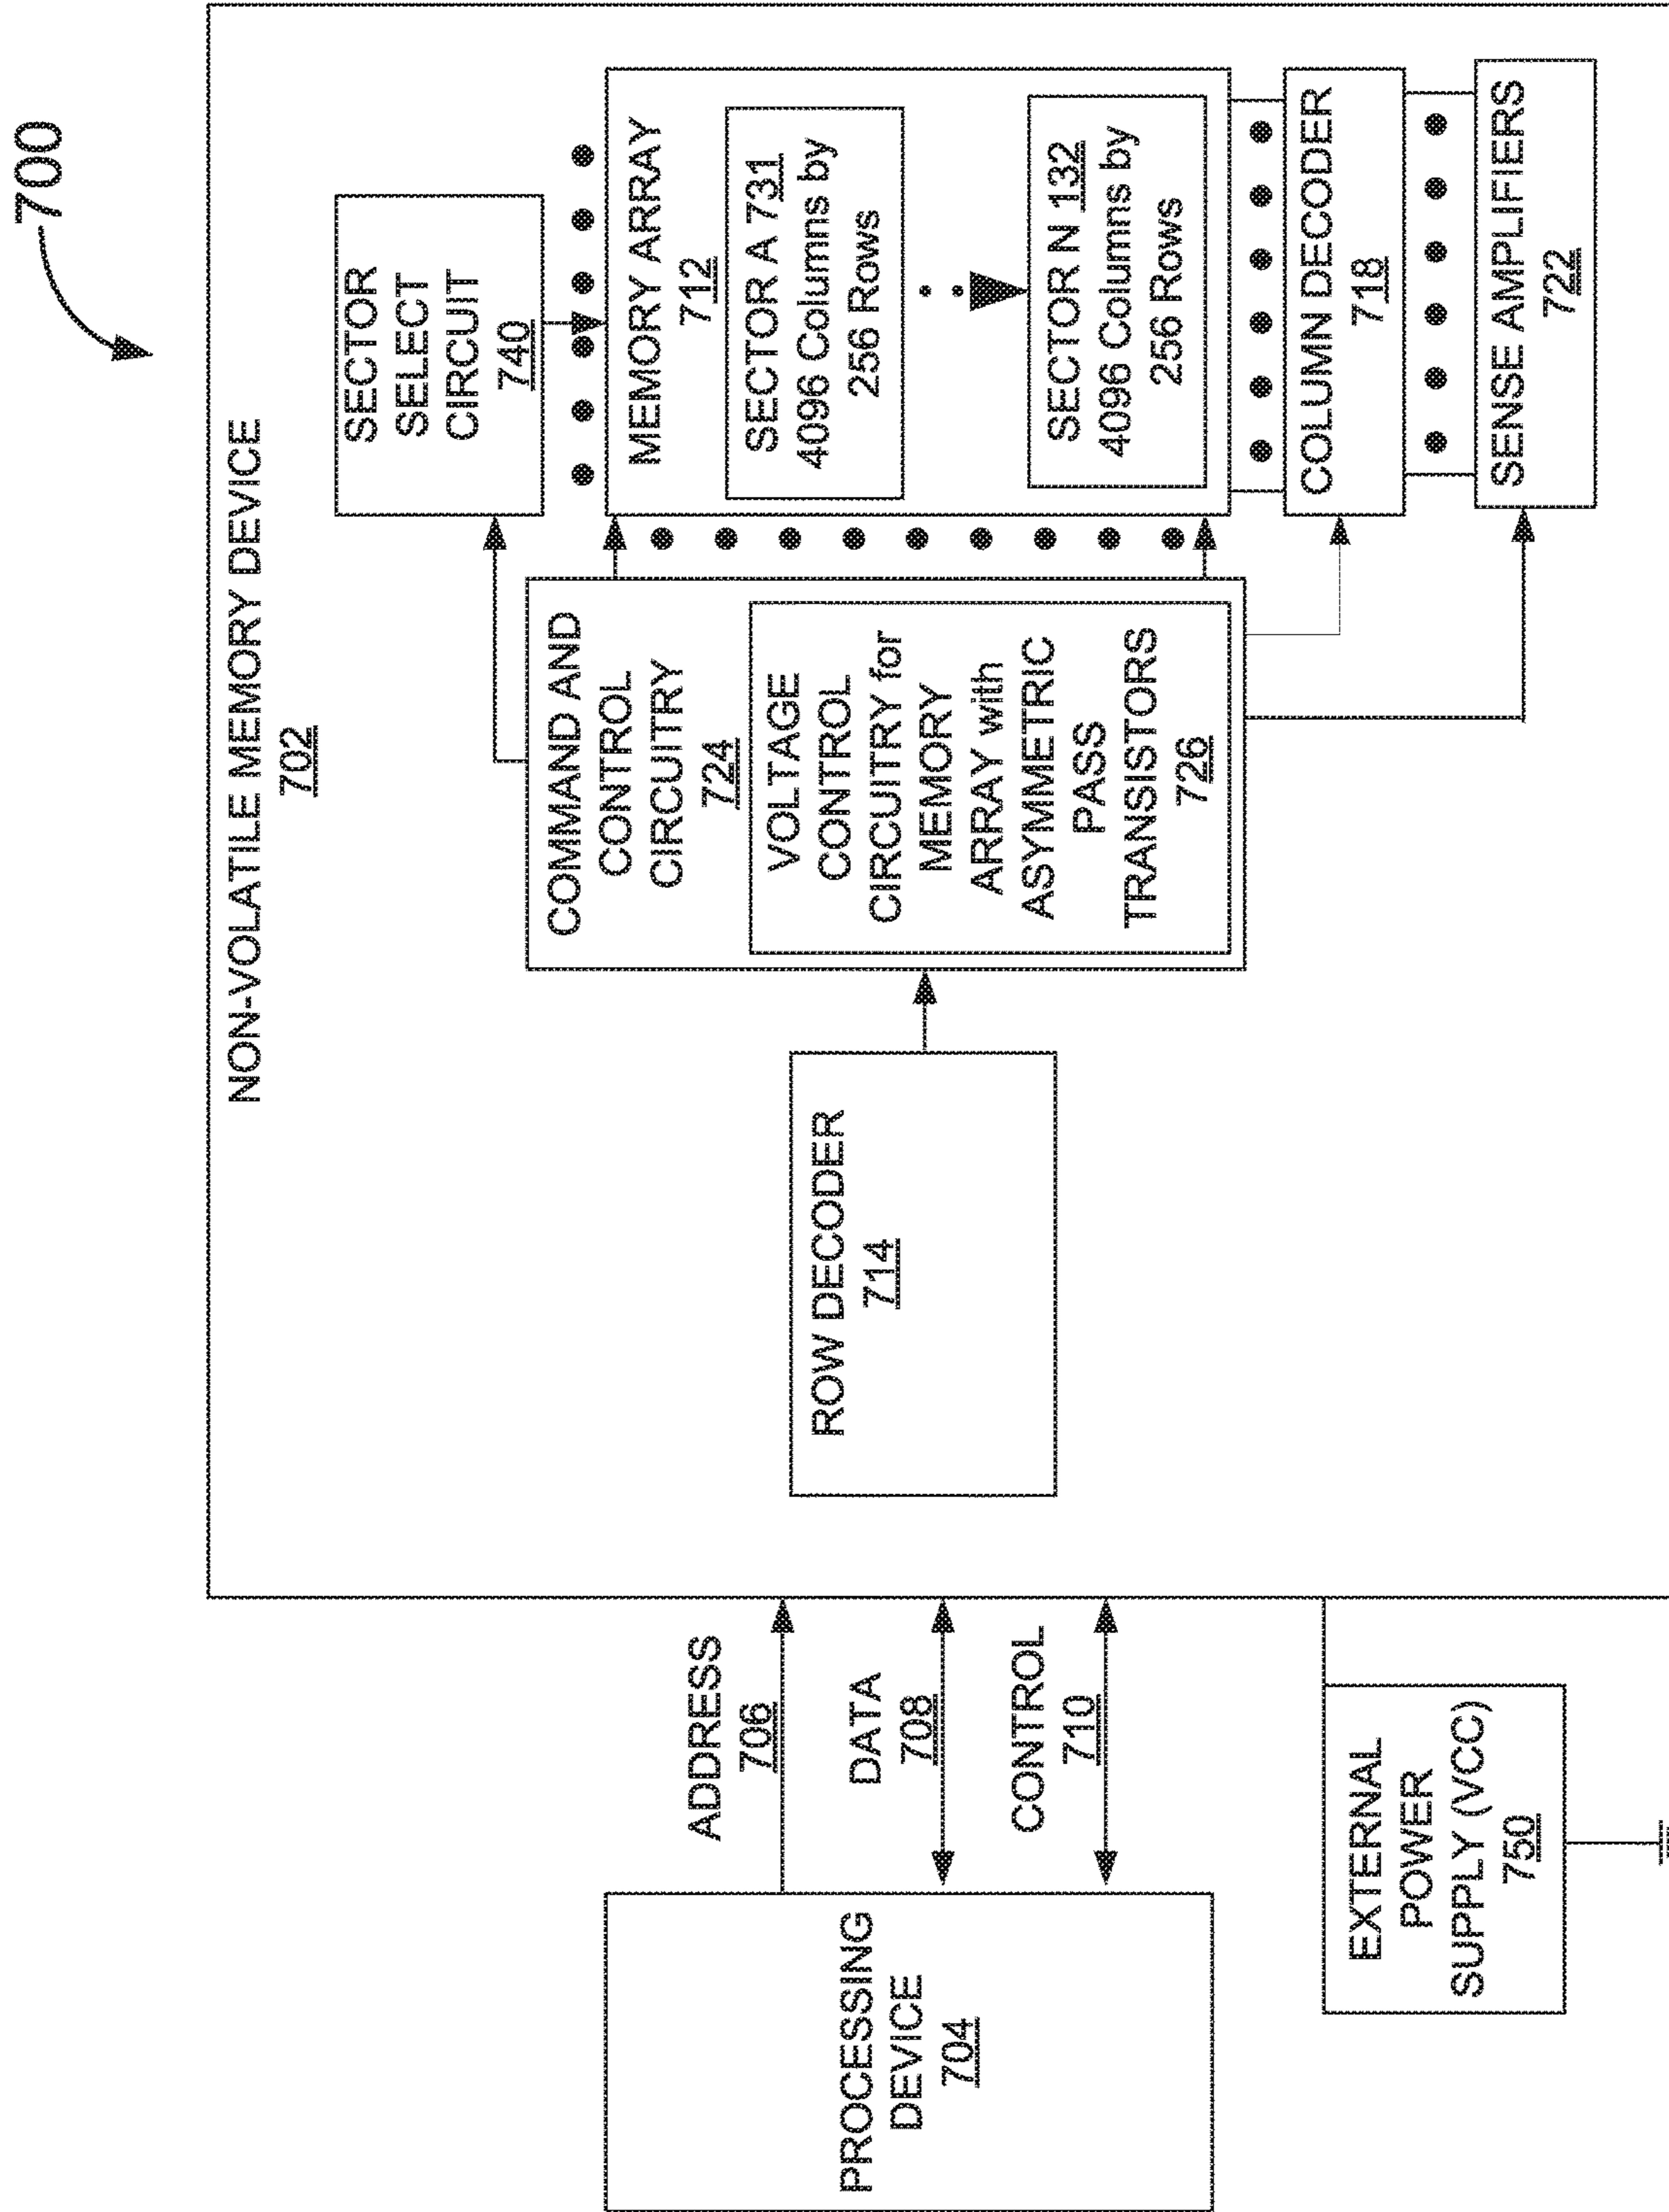 700
NON-VOLATILE MEMORY DEVICE
702
PROCESSING
DEVICE
704
ADDRESS
706
DATA
708
CONTROL
710
EXTERNAL
POWER
SUPPLY (VCC)
750
ROW DECODER
714
COMMAND AND
CONTROL
CIRCUITRY
724
VOLTAGE
CONTROL
CIRCUITRY for
MEMORY
ARRAY with
ASYMMETRIC
PASS
TRANSISTORS
726
SECTOR
SELECT
CIRCUIT
740
MEMORY ARRAY
712
SECTOR A 731
4096 Columns by
256 Rows
SECTOR N 132
4096 Columns by
256 Rows
COLUMN DECODER
718
SENSE AMPLIFIERS
722